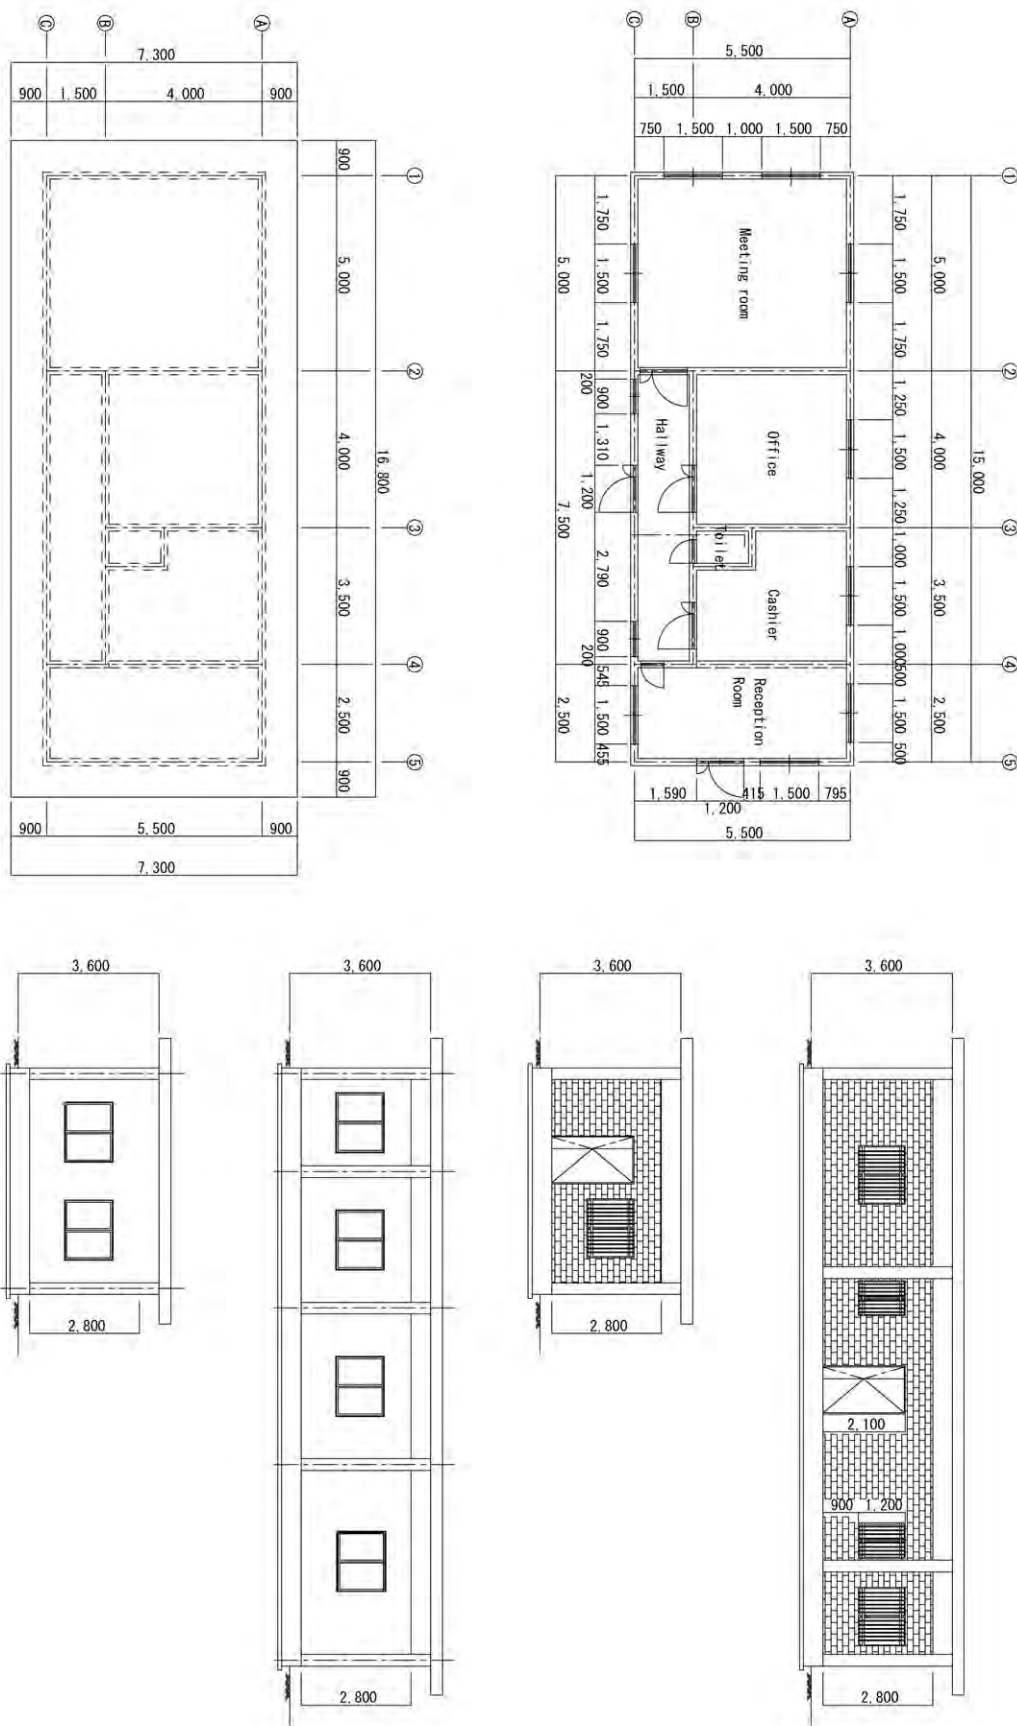 Ⓒ Ⓑ Ⓐ
7,300
900 1,500 4,000 900
900 ①
5,000
②
4,000 16,800
③
3,500
④
2,500
900 ⑤
900 5,500 900
7,300
Ⓒ Ⓑ Ⓐ
5,500
1,500 4,000
750 1,500 1,000 1,500 750
①
1,750 1,500 1,750
5,000
200 900 1,310 1,200 2,790 900 200
7,500
545 1,500 455
2,500
Meeting room
Hallway
Office
Toilet
Cashier
Reception
Room
1,750 1,500 1,750
1,250 1,500 1,250
1,000 1,500 1,000
500 1,500 500
5,000
②
4,000
③
3,500
④
2,500
⑤
15,000
1,590 415 1,500 795
1,200
5,500
3,600
2,800
3,600
2,800
3,600
2,800
3,600
2,100
900 1,200
2,800